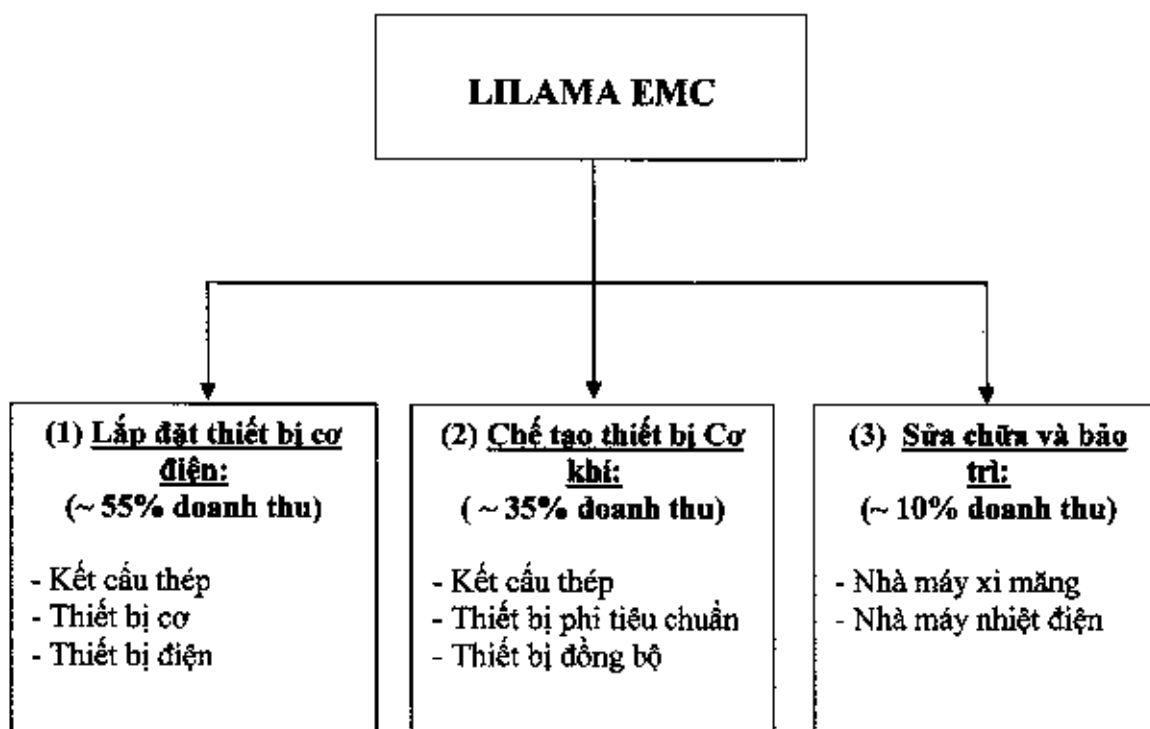 LILAMA EMC
(1) Lắp đặt thiết bị cơ
điện:
(~ 55% doanh thu)
- Kết cấu thép
- Thiết bị cơ
- Thiết bị điện
(2) Chế tạo thiết bị Cơ
khí:
( ~ 35% doanh thu)
- Kết cấu thép
- Thiết bị phi tiêu chuẩn
- Thiết bị đồng bộ
(3) Sửa chữa và bảo
trì:
(~ 10% doanh thu)
- Nhà máy xi măng
- Nhà máy nhiệt điện